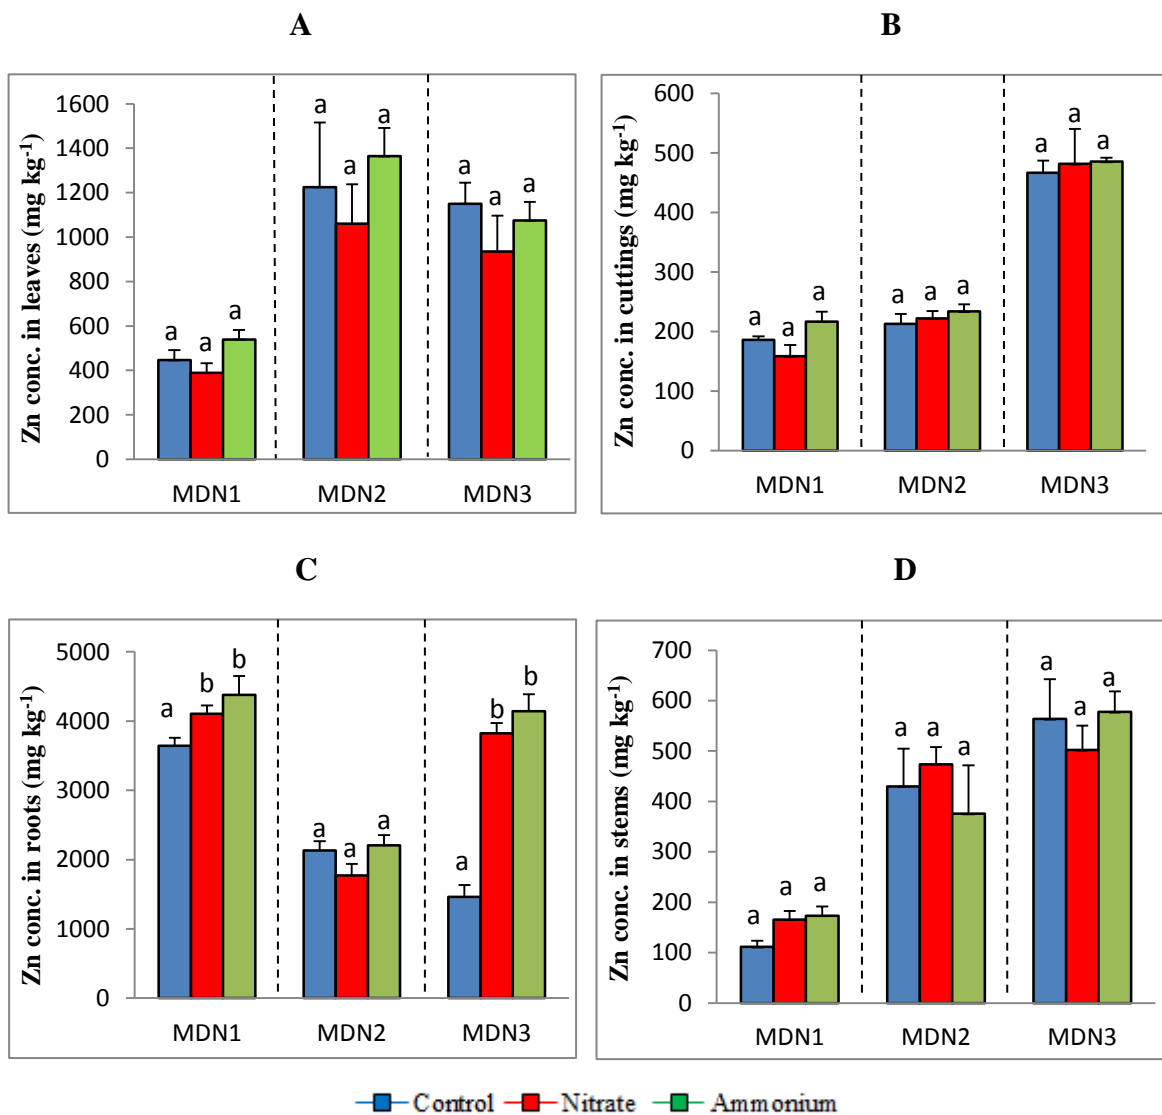 A
Zn conc. in leaves (mg kg⁻¹)
1600
1400
1200
1000
800
600
400
200
0
a a a
a a a
a a a
MDN1 MDN2 MDN3
B
Zn conc. in cuttings (mg kg⁻¹)
600
500
400
300
200
100
0
a a a
a a a
a a a
MDN1 MDN2 MDN3
C
Zn conc. in roots (mg kg⁻¹)
5000
4000
3000
2000
1000
0
a b b
a a a
a b b
MDN1 MDN2 MDN3
D
Zn conc. in stems (mg kg⁻¹)
700
600
500
400
300
200
100
0
a a a
a a a
a a a
MDN1 MDN2 MDN3
Control Nitrate Ammonium